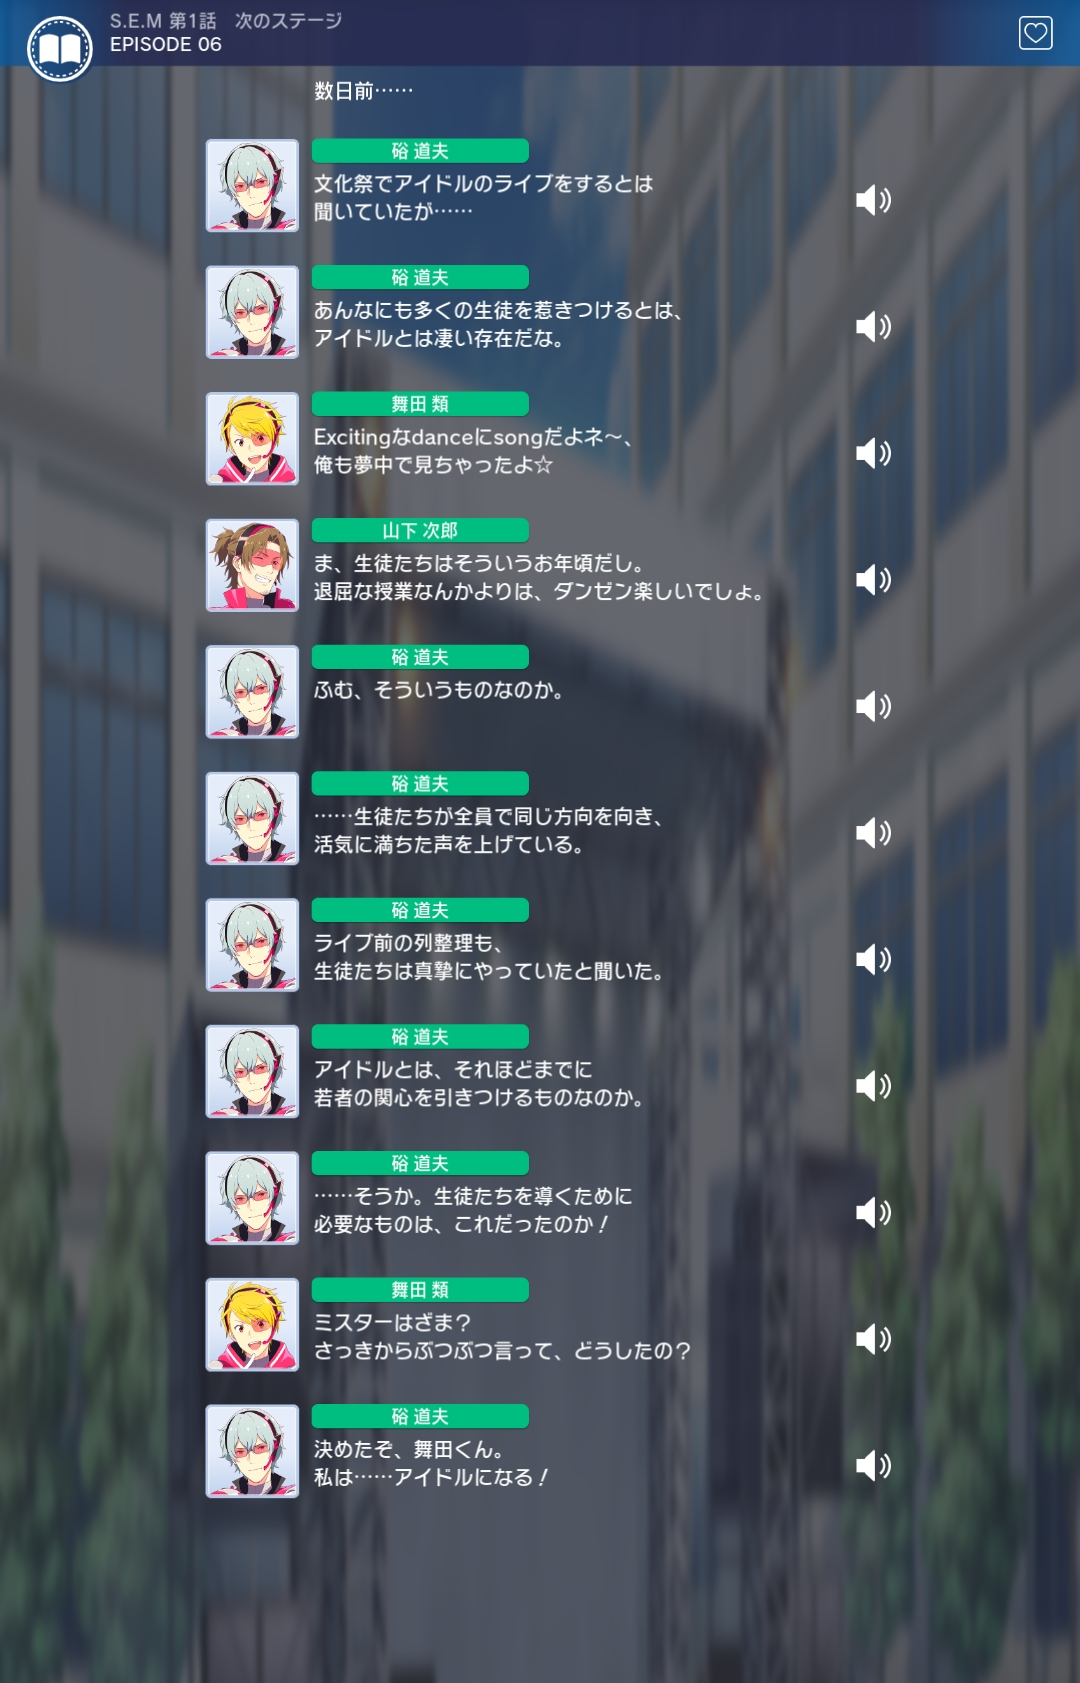 S.E.M 第1話　次のステージ
EPISODE 06
数日前……
硲 道夫
文化祭でアイドルのライブをするとは
聞いていたが……
硲 道夫
あんなにも多くの生徒を惹きつけるとは、
アイドルとは凄い存在だな。
舞田 類
Excitingなdanceにsongだよネ～、
俺も夢中で見ちゃったよ☆
山下 次郎
ま、生徒たちはそういうお年頃だし。
退屈な授業なんかよりは、ダンゼン楽しいでしょ。
硲 道夫
ふむ、そういうものなのか。
硲 道夫
……生徒たちが全員で同じ方向を向き、
活気に満ちた声を上げている。
硲 道夫
ライブ前の列整理も、
生徒たちは真摯にやっていたと聞いた。
硲 道夫
アイドルとは、それほどまでに
若者の関心を引きつけるものなのか。
硲 道夫
……そうか。生徒たちを導くために
必要なものは、これだったのか！
舞田 類
ミスターはざま？
さっきからぶつぶつ言って、どうしたの？
硲 道夫
決めたぞ、舞田くん。
私は……アイドルになる！